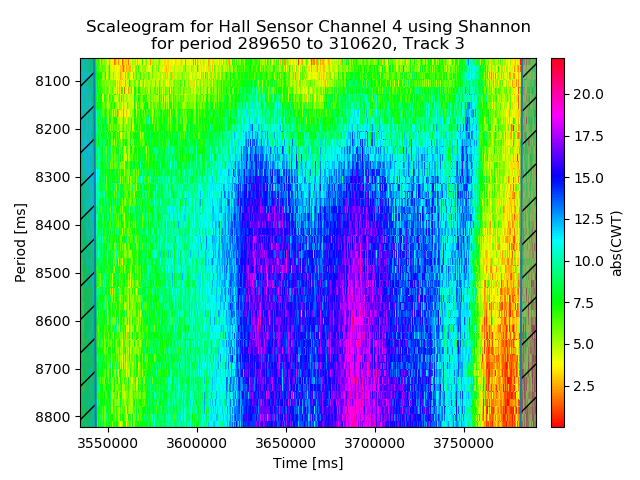 Scaleogram for Hall Sensor Channel 4 using Shannon
for period 289650 to 310620, Track 3
8100
8200
8300
8400
8500
8600
8700
8800
Period [ms]
3550000 3600000 3650000 3700000 3750000
Time [ms]
20.0
17.5
15.0
12.5
10.0
7.5
5.0
2.5
abs(CWT)